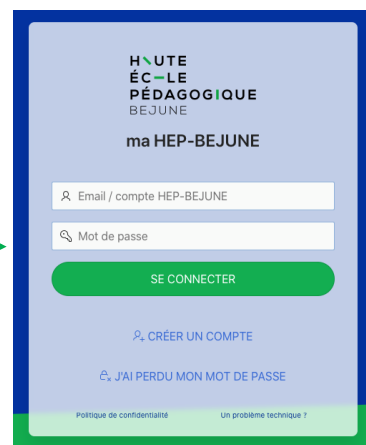 HAUTE
ÉCOLE
PÉDAGOGIQUE
BEJUNE
ma HEP-BEJUNE
Email / compte HEP-BEJUNE
Mot de passe
SE CONNECTER
CRÉER UN COMPTE
J'AI PERDU MON MOT DE PASSE
Politique de confidentialité Un problème technique ?